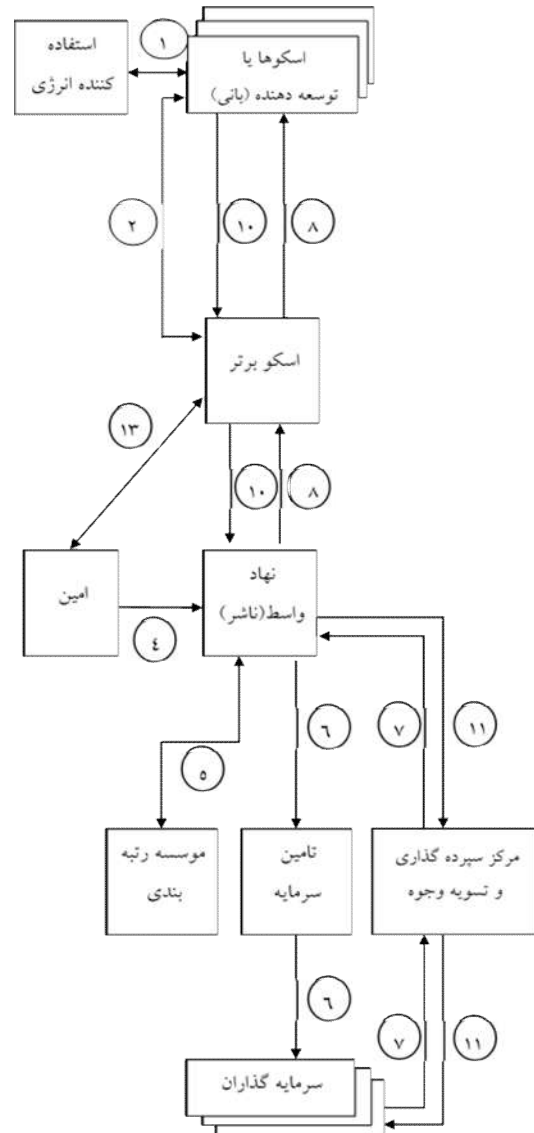 استفاده
کننده انرژی
۱
اسکوها یا
توسعه دهنده (بانی)
۲
۱۰
۸
اسکو برتر
۱۳
۱۰
۸
امین
۴
نهاد
واسط(ناشر)
۵
۶
۷
۱۱
موسسه رتبه
بندی
تامین
سرمایه
مرکز سپرده گذاری
و تسویه وجوه
۶
۷
۱۱
سرمایه گذاران